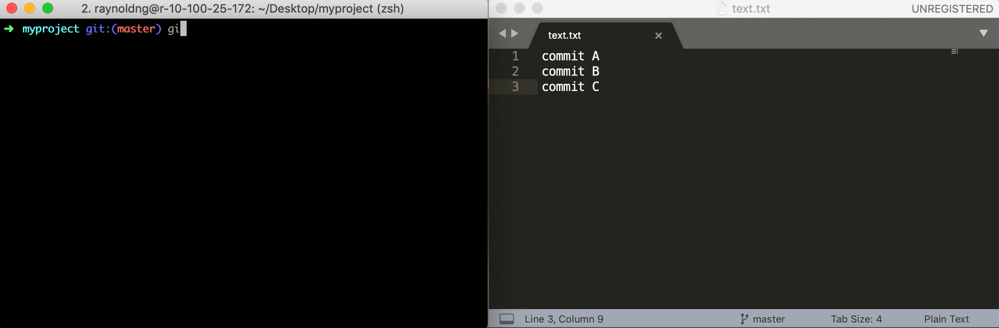 2. raynoldng@r-10-100-25-172: ~/Desktop/myproject (zsh)
➜ myproject git:(master) gi
text.txt
UNREGISTERED
text.txt
1 commit A
2 commit B
3 commit C
Line 3, Column 9
master
Tab Size: 4
Plain Text